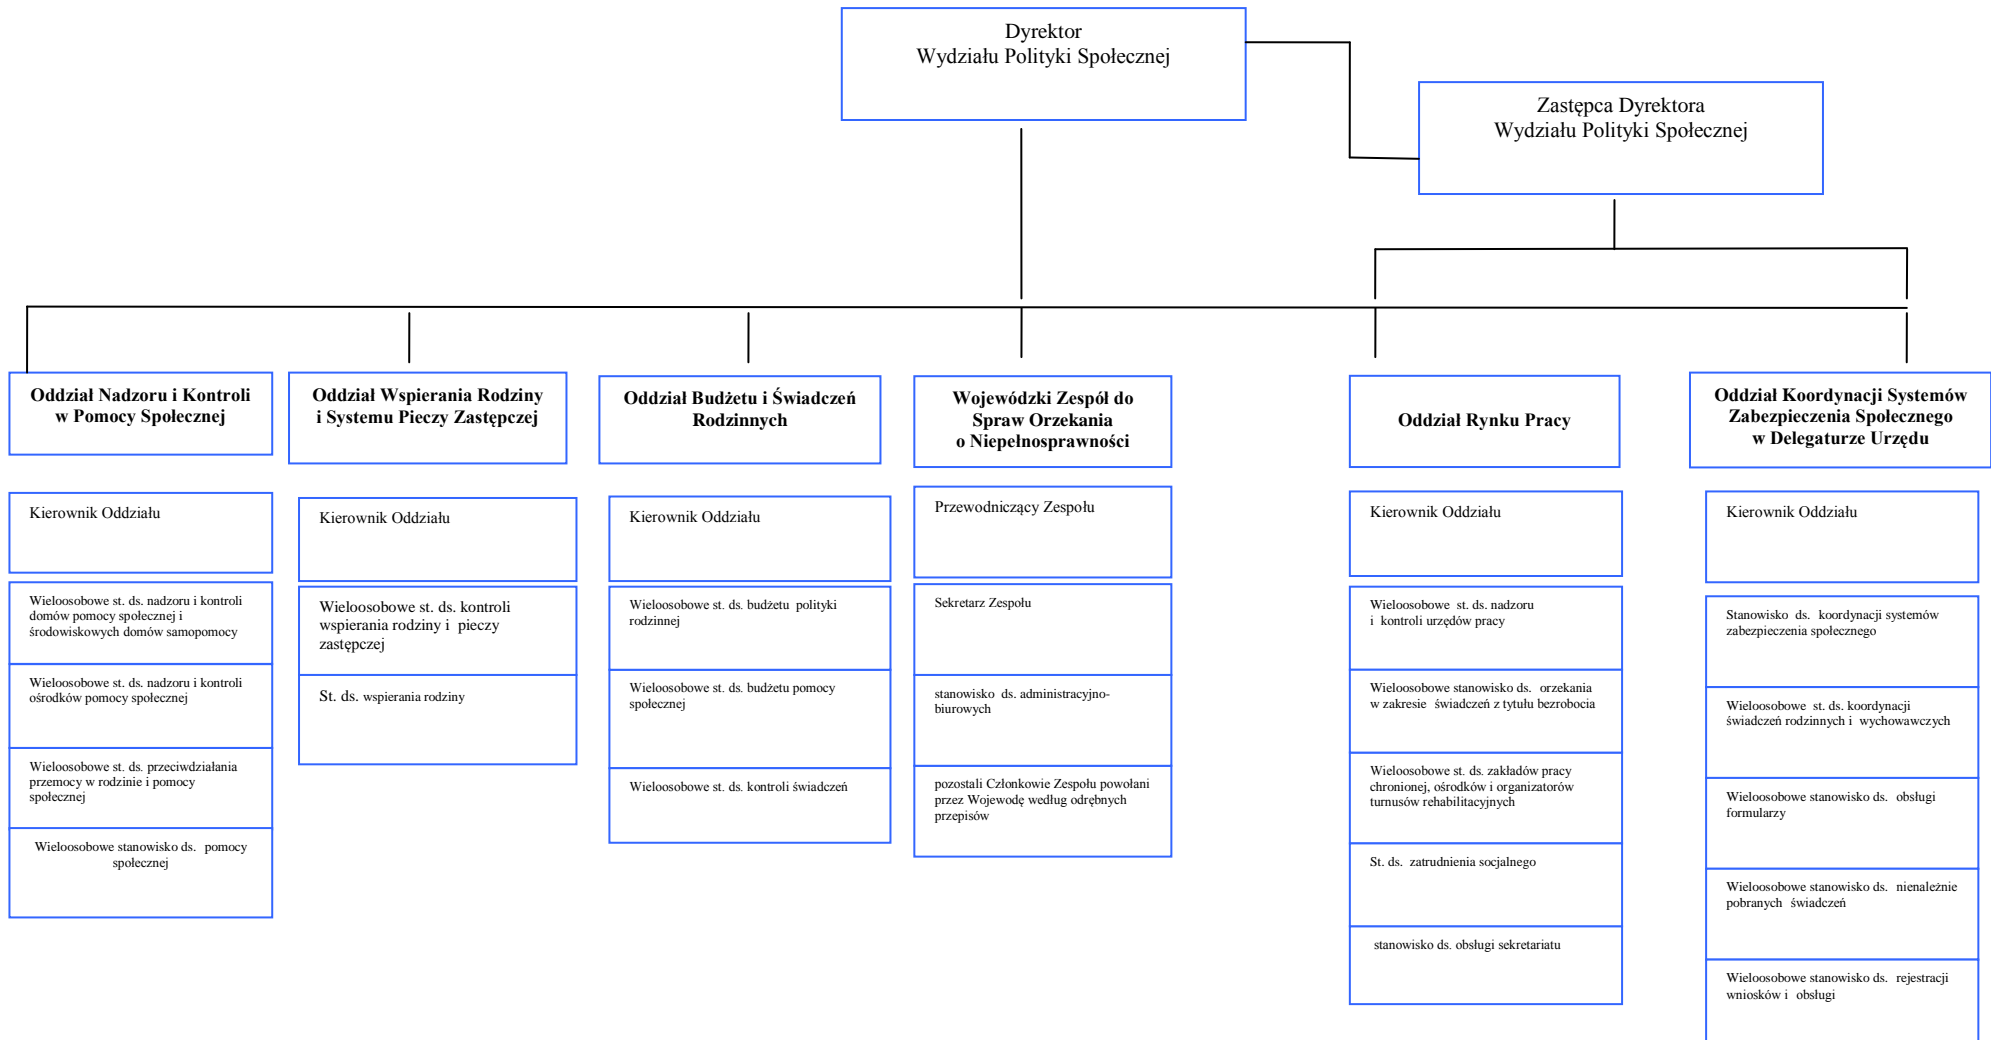 Dyrektor
Wydziału Polityki Społecznej
Zastępca Dyrektora
Wydziału Polityki Społecznej
Oddział Nadzoru i Kontroli
w Pomocy Społecznej
Kierownik Oddziału
Wieloosobowe st. ds. nadzoru i kontroli
domów pomocy społecznej i
środowiskowych domów samopomocy
Wieloosobowe st. ds. nadzoru i kontroli
ośrodków pomocy społecznej
Wieloosobowe st. ds. przeciwdziałania
przemocy w rodzinie i pomocy
społecznej
Wieloosobowe stanowisko ds. pomocy
społecznej
Oddział Wspierania Rodziny
i Systemu Pieczy Zastępczej
Kierownik Oddziału
Wieloosobowe st. ds. kontroli
wspierania rodziny i pieczy
zastępczej
St. ds. wspierania rodziny
Oddział Budżetu i Świadczeń
Rodzinnych
Kierownik Oddziału
Wieloosobowe st. ds. budżetu polityki
rodzinnej
Wieloosobowe st. ds. budżetu pomocy
społecznej
Wieloosobowe st. ds. kontroli świadczeń
Wojewódzki Zespół do
Spraw Orzekania
o Niepełnosprawności
Przewodniczący Zespołu
Sekretarz Zespołu
stanowisko ds. administracyjno-
biurowych
pozostali Członkowie Zespołu powołani
przez Wojewodę według odrębnych
przepisów
Oddział Rynku Pracy
Kierownik Oddziału
Wieloosobowe st. ds. nadzoru
i kontroli urzędów pracy
Wieloosobowe stanowisko ds. orzekania
w zakresie świadczeń z tytułu bezrobocia
Wieloosobowe st. ds. zakładów pracy
chronionej, ośrodków i organizatorów
turnusów rehabilitacyjnych
St. ds. zatrudnienia socjalnego
stanowisko ds. obsługi sekretariatu
Oddział Koordynacji Systemów
Zabezpieczenia Społecznego
w Delegaturze Urzędu
Kierownik Oddziału
Stanowisko ds. koordynacji systemów
zabezpieczenia społecznego
Wieloosobowe st. ds. koordynacji
świadczeń rodzinnych i wychowawczych
Wieloosobowe stanowisko ds. obsługi
formularzy
Wieloosobowe stanowisko ds. nienależnie
pobranych świadczeń
Wieloosobowe stanowisko ds. rejestracji
wniosków i obsługi